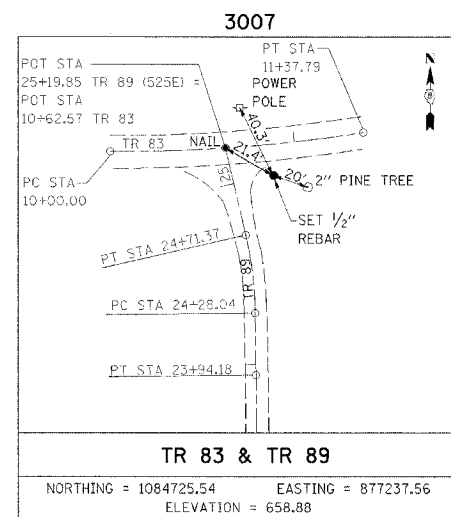 3007
PT STA
11+37.79
POT STA
25+19.85 TR 89 (525E) =
POT STA
10+62.57 TR 83
POWER
POLE
N
40.3'
TR 83
NAIL
21.4'
20'
2" PINE TREE
PC STA
10+00.00
SET 1/2"
REBAR
PT STA 24+71.37
TR 89
PC STA 24+28.04
PT STA 23+94.18
TR 83 & TR 89
NORTHING = 1084725.54 EASTING = 877237.56
ELEVATION = 658.88